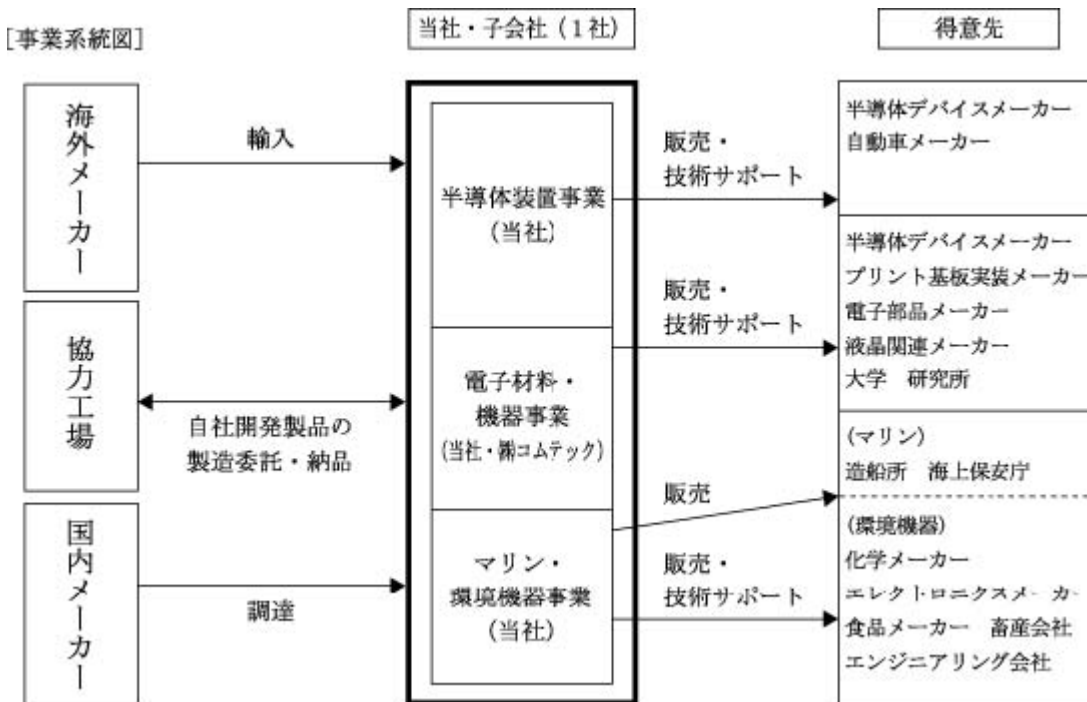 [事業系統図]
当社・子会社(1社)
得意先
海外メーカー
輸入
協力工場
自社開発製品の
製造委託・納品
国内メーカー
調達
半導体装置事業
(当社)
電子材料・
機器事業
(当社・㈱コムテック)
マリン・
環境機器事業
(当社)
販売・
技術サポート
販売・
技術サポート
販売
販売・
技術サポート
半導体デバイスメーカー
自動車メーカー
半導体デバイスメーカー
プリント基板実装メーカー
電子部品メーカー
液晶関連メーカー
大学 研究所
(マリン)
造船所 海上保安庁
(環境機器)
化学メーカー
エレクトロニクスメーカー
食品メーカー 畜産会社
エンジニアリング会社